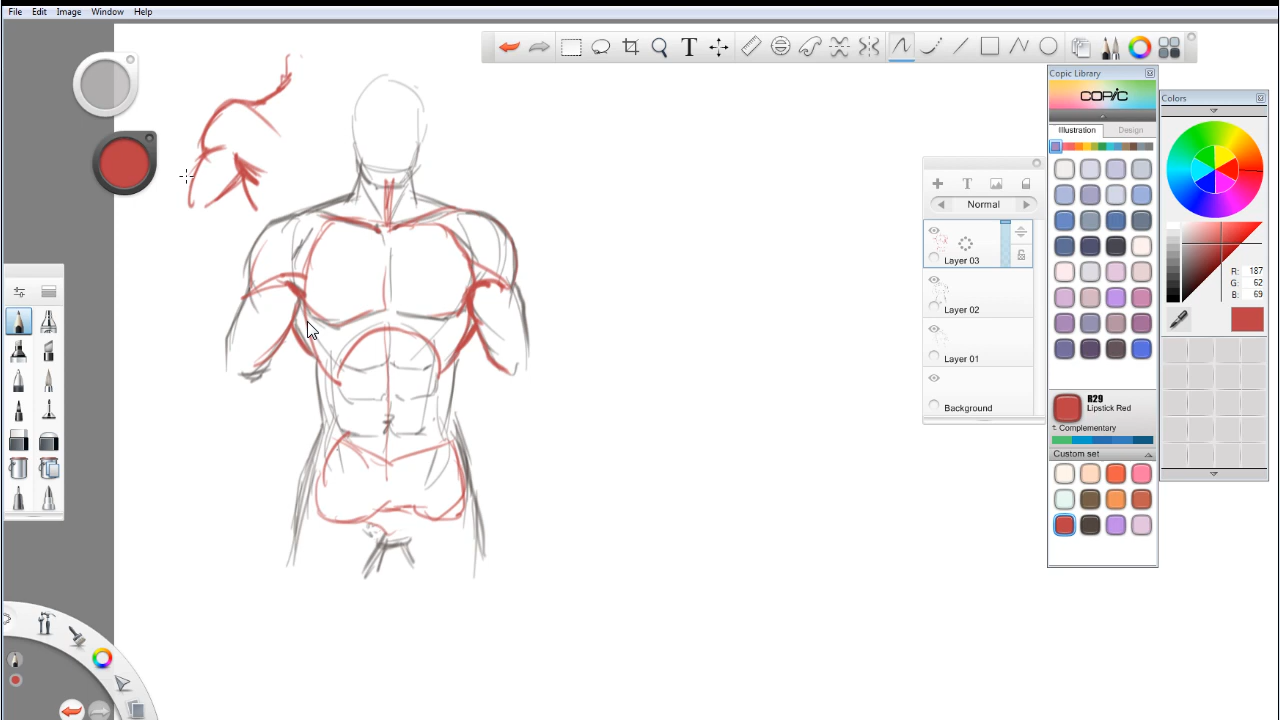 File Edit Image Window Help
T
Copic Library
COPIC
Illustration Design
Colors
T
Normal
Layer 03
Layer 02
Layer 01
Background
R: 187
G: 62
B: 69
R29
Lipstick Red
Complementary
Custom set